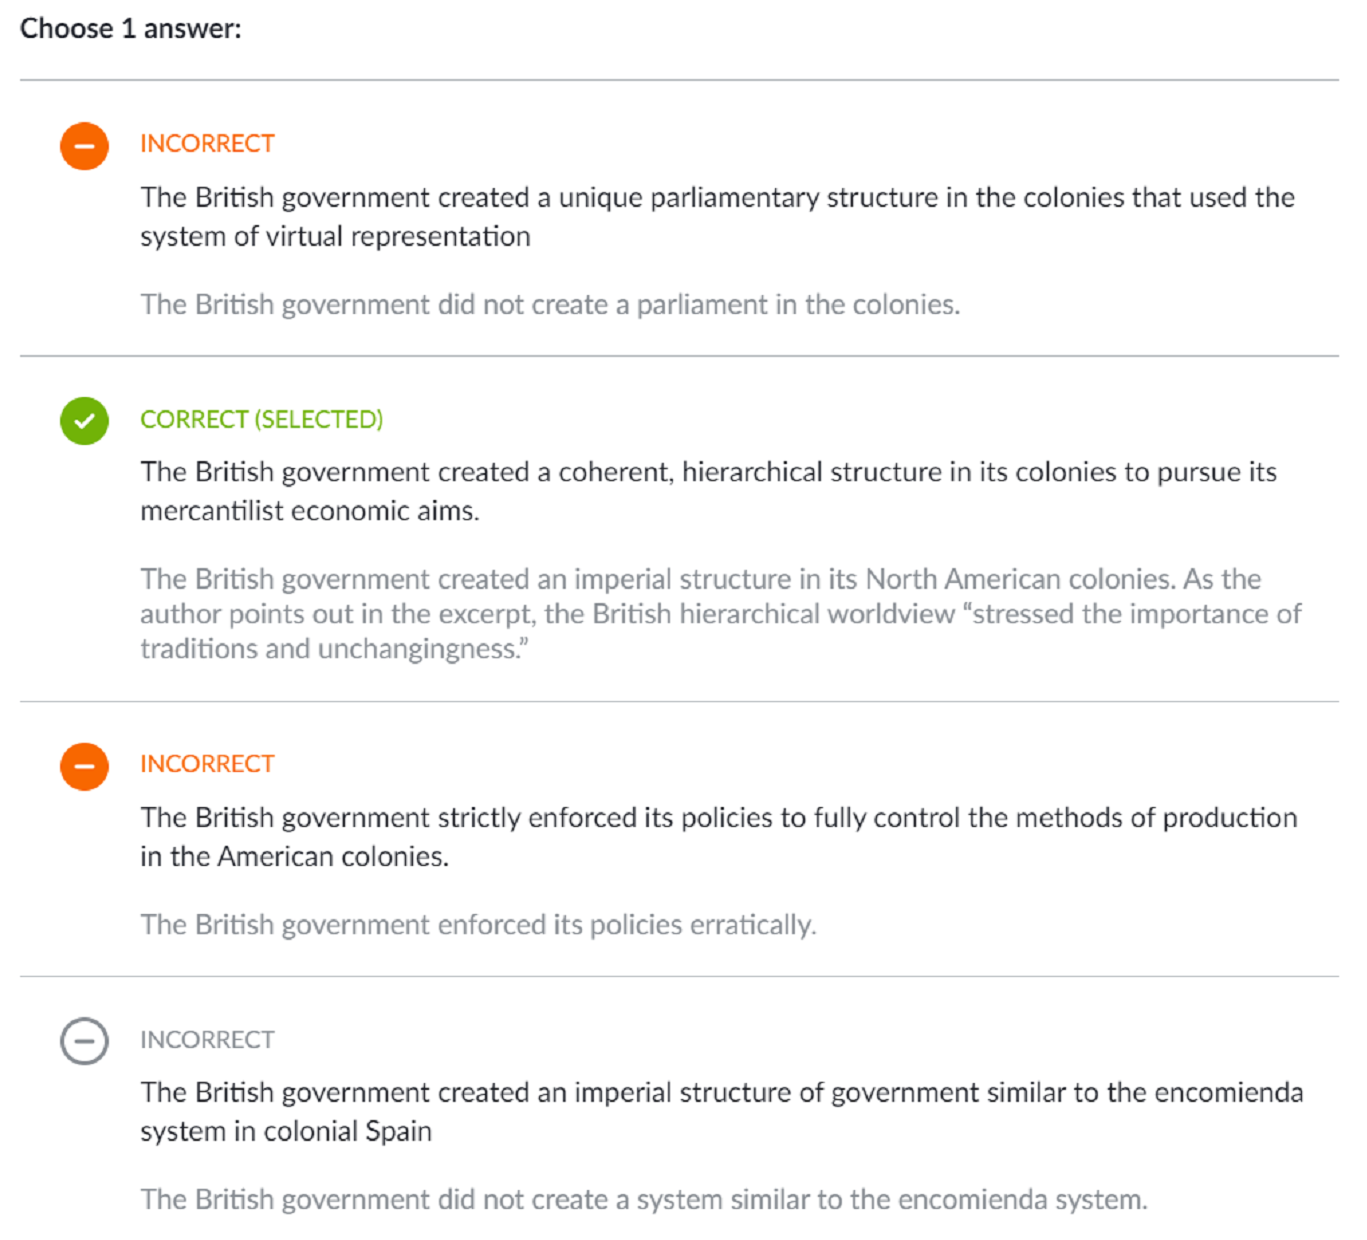 Choose 1 answer:
INCORRECT
The British government created a unique parliamentary structure in the colonies that used the
system of virtual representation
The British government did not create a parliament in the colonies.
CORRECT (SELECTED)
The British government created a coherent, hierarchical structure in its colonies to pursue its
mercantilist economic aims.
The British government created an imperial structure in its North American colonies. As the
author points out in the excerpt, the British hierarchical worldview “stressed the importance of
traditions and unchangingness.”
INCORRECT
The British government strictly enforced its policies to fully control the methods of production
in the American colonies.
The British government enforced its policies erratically.
INCORRECT
The British government created an imperial structure of government similar to the encomienda
system in colonial Spain
The British government did not create a system similar to the encomienda system.